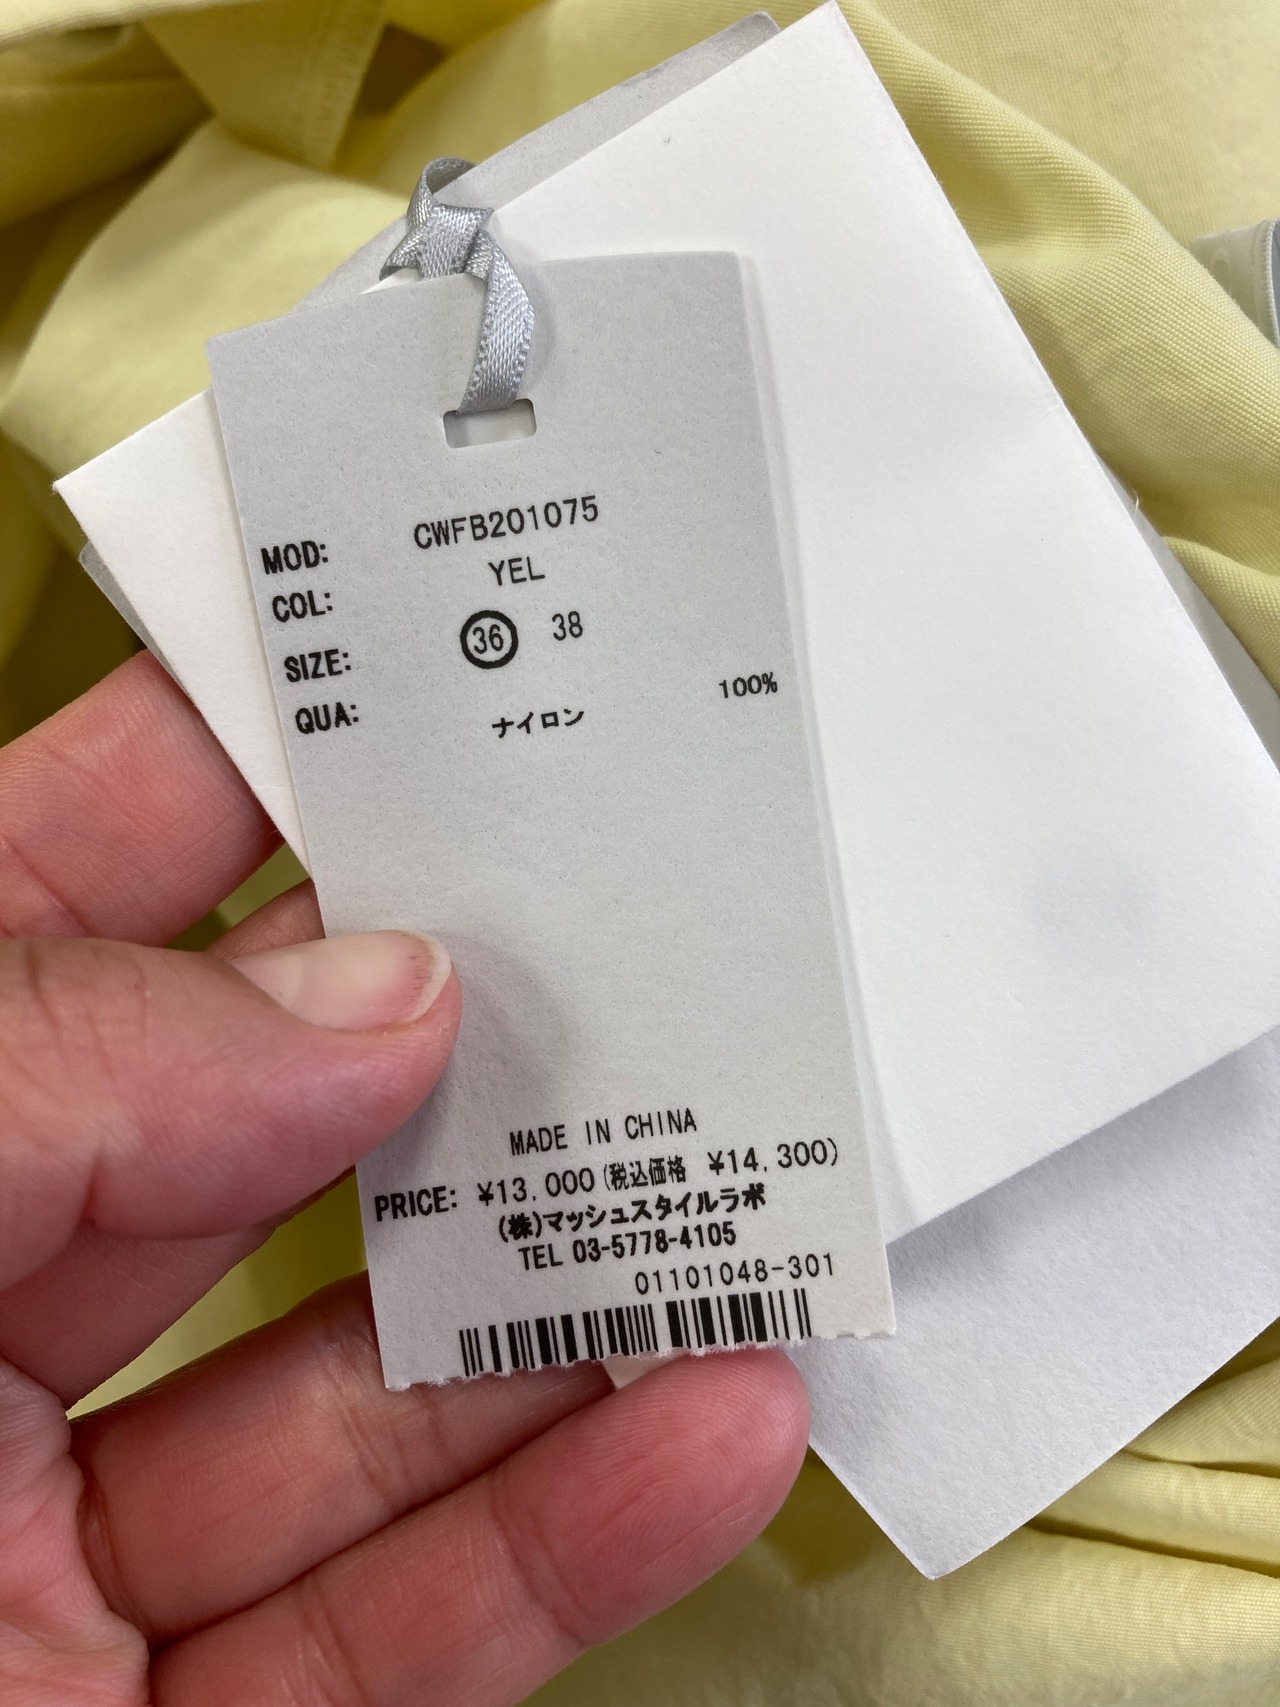 MOD: CWFB201075
COL: YEL
SIZE: 36 38
QUA: ナイロン 100%
MADE IN CHINA
PRICE: ¥13,000(税込価格 ¥14,300)
(株)マッシュスタイルラボ
TEL 03-5778-4105
01101048-301